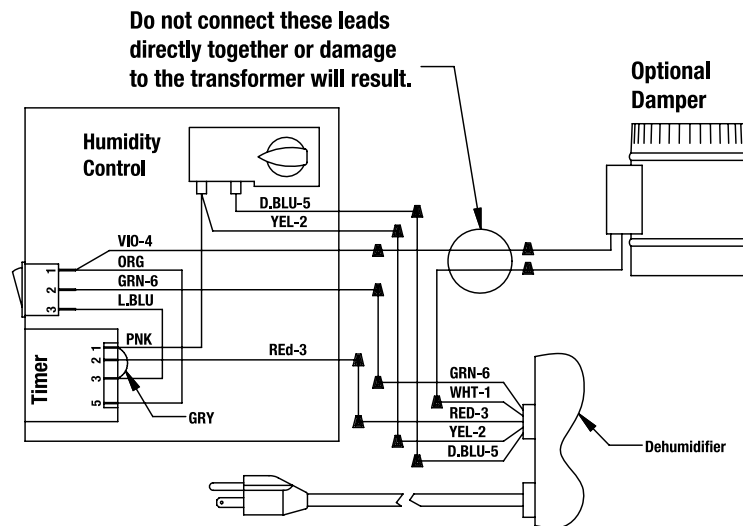 Do not connect these leads
directly together or damage
to the transformer will result.
Optional
Damper
Humidity
Control
D.BLU-5
YEL-2
VIO-4
ORG
1
GRN-6
2
L.BLU
3
PNK
1
REd-3
2
3
5
Timer
GRY
GRN-6
WHT-1
RED-3
YEL-2
D.BLU-5
Dehumidifier